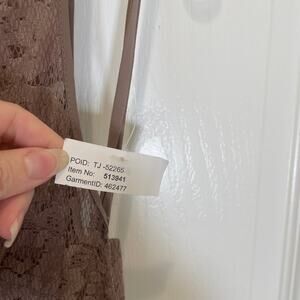 POID: TJ -52265
Item No: 513941
GarmentID: 462477